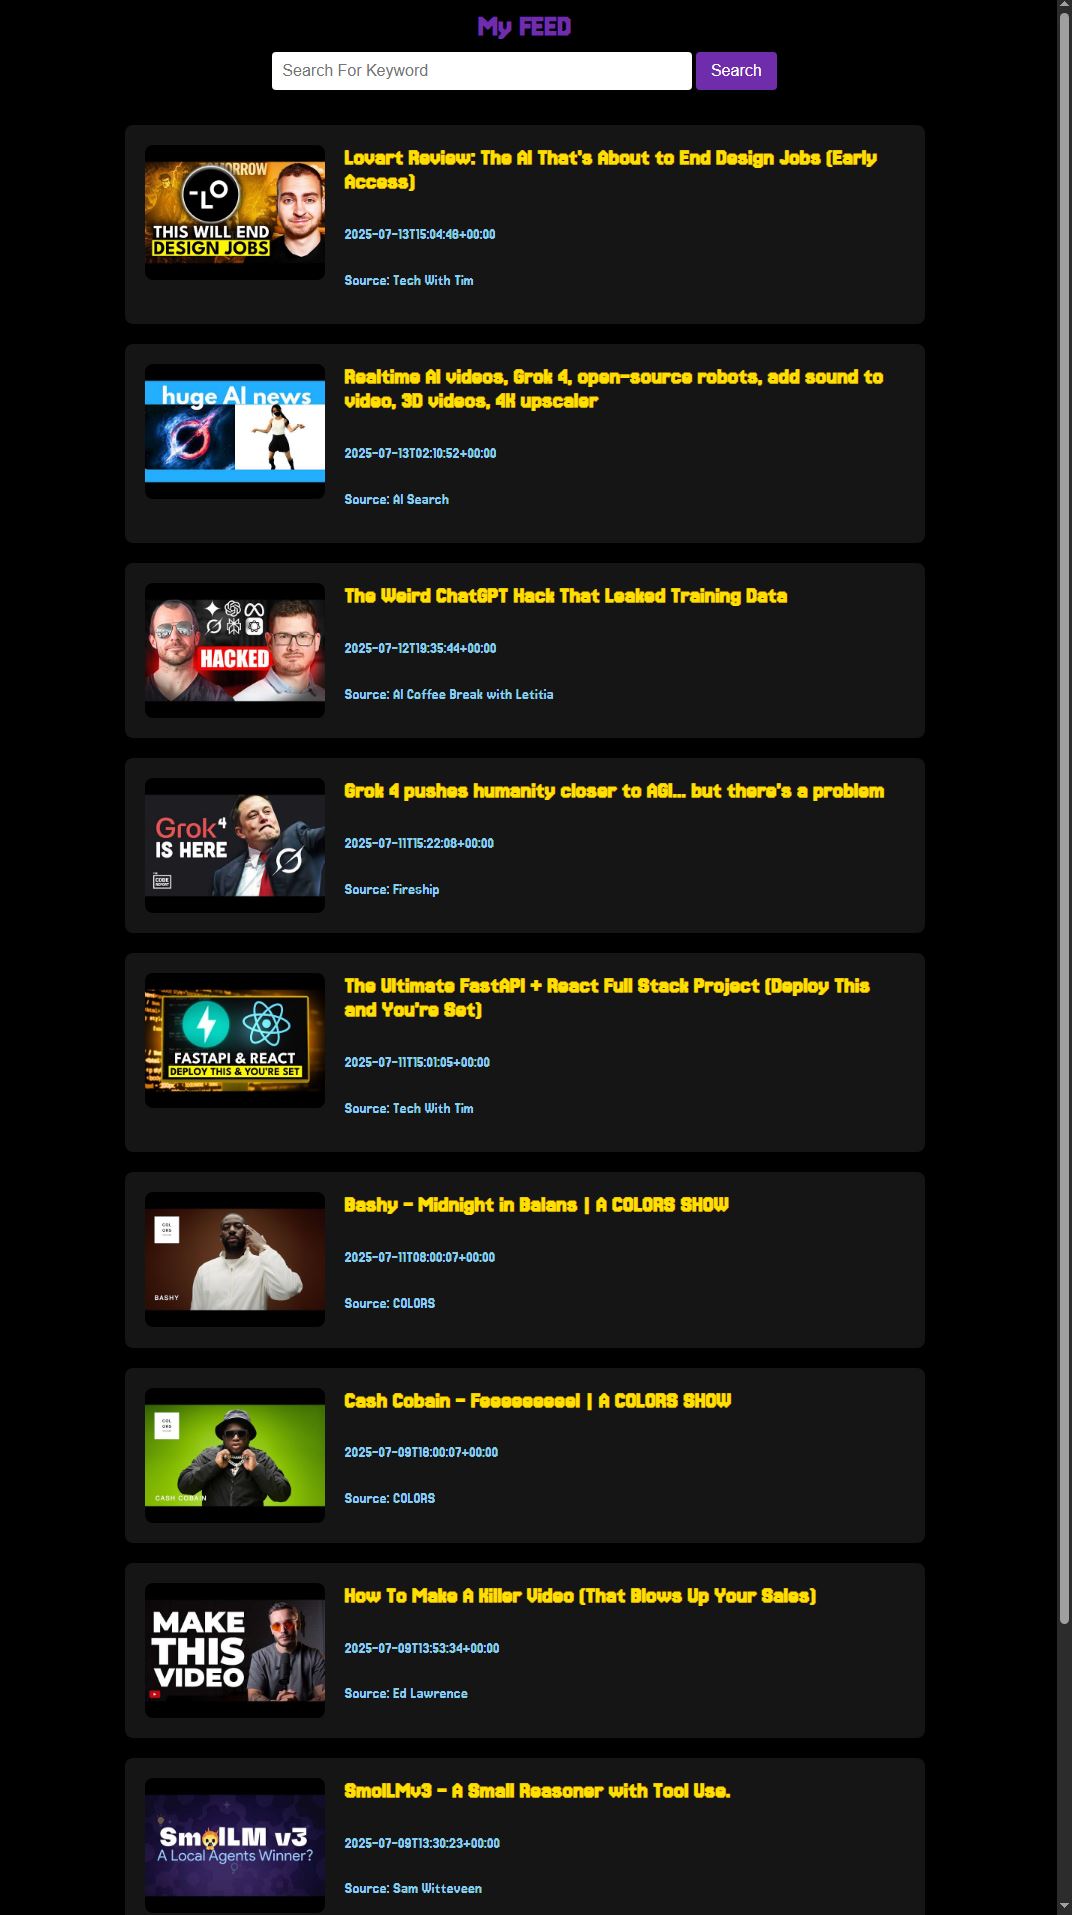 My FEED
Search For Keyword
Search
TOMORROW
-LO
THIS WILL END
DESIGN JOBS
Lovart Review: The AI That's About to End Design Jobs (Early
Access)
2025-07-13T15:04:46+00:00
Source: Tech With Tim
huge AI news
Realtime AI videos, Grok 4, open-source robots, add sound to
video, 3D videos, 4K upscaler
2025-07-13T02:10:52+00:00
Source: AI Search
HACKED
The Weird ChatGPT Hack That Leaked Training Data
2025-07-12T19:35:44+00:00
Source: AI Coffee Break with Letitia
Grok 4
IS HERE
THE
CODE
REPORT
Grok 4 pushes humanity closer to AGI... but there's a problem
2025-07-11T15:22:08+00:00
Source: Fireship
FASTAPI & REACT
DEPLOY THIS & YOU'RE SET
The Ultimate FastAPI + React Full Stack Project (Deploy This
and You're Set)
2025-07-11T15:01:05+00:00
Source: Tech With Tim
COL
ORS
BASHY
Bashy - Midnight in Balans | A COLORS SHOW
2025-07-11T08:00:07+00:00
Source: COLORS
COL
ORS
CASH COBAIN
Cash Cobain - Feeeeeeeeel | A COLORS SHOW
2025-07-09T16:00:07+00:00
Source: COLORS
MAKE
THIS
VIDEO
How To Make A Killer Video (That Blows Up Your Sales)
2025-07-09T13:53:34+00:00
Source: Ed Lawrence
SmolLM v3
A Local Agents Winner?
SmolLMv3 - A Small Reasoner with Tool Use.
2025-07-09T13:30:23+00:00
Source: Sam Witteveen